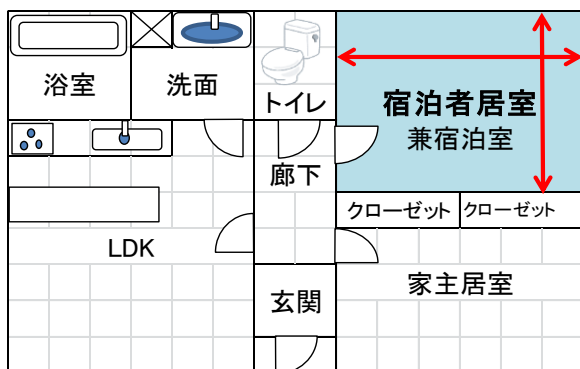 浴室
洗面
トイレ
宿泊者居室
兼宿泊室
廊下
クローゼット
クローゼット
LDK
家主居室
玄関